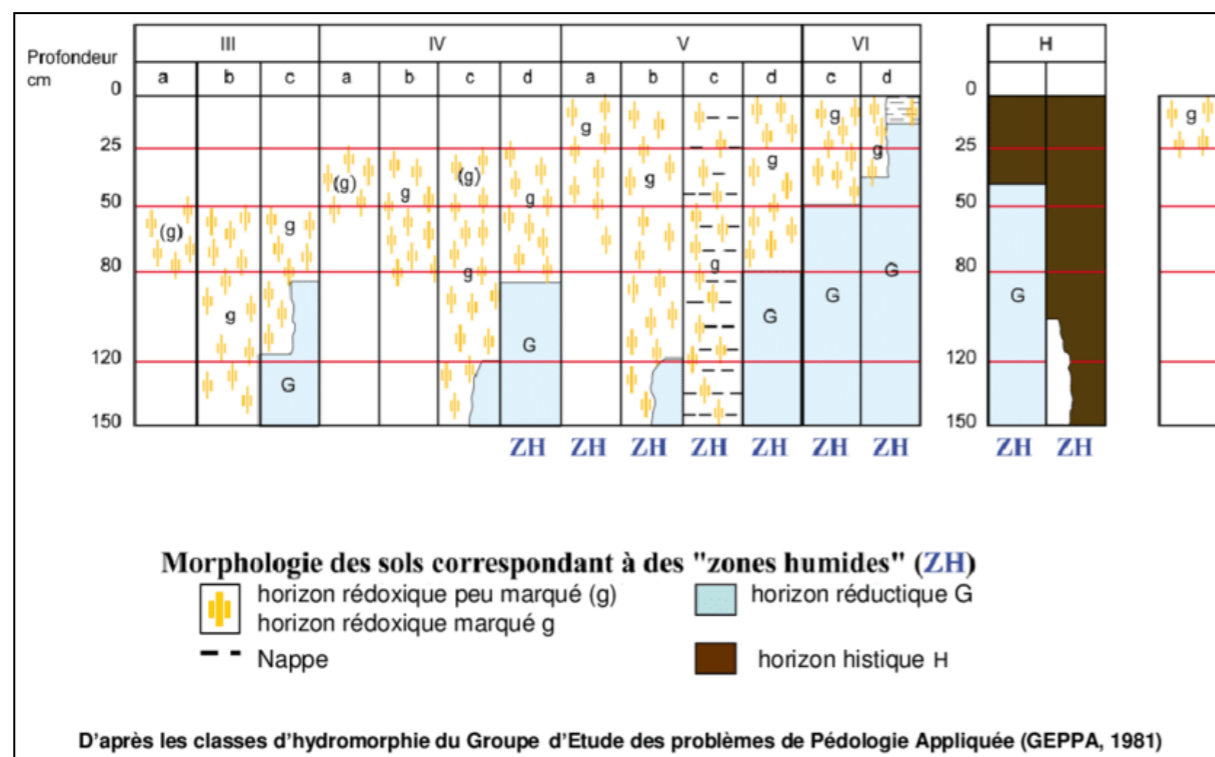 III IV V VI H
Profondeur
cm
a b c a b c d a b c d c d
0 0
g g g
25 25
(g) (g) g g g g g
50 50
(g) g
80 80
g g G G G G
g G
120 120
G
150 150
ZH ZH ZH ZH ZH ZH ZH ZH ZH
Morphologie des sols correspondant à des "zones humides" (ZH)
horizon rédoxique peu marqué (g) horizon réductique G
horizon rédoxique marqué g
Nappe horizon histique H
D'après les classes d'hydromorphie du Groupe d'Etude des problèmes de Pédologie Appliquée (GEPPA, 1981)